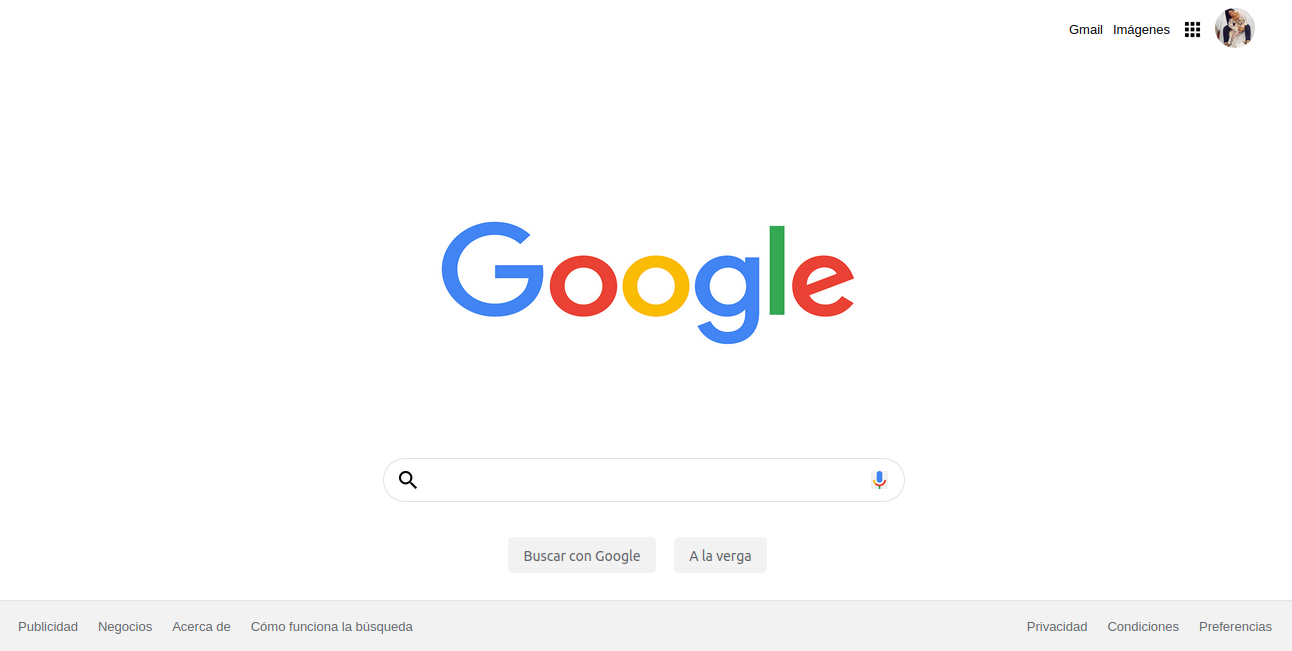 Gmail Imágenes
Google
Buscar con Google A la verga
Publicidad Negocios Acerca de Cómo funciona la búsqueda Privacidad Condiciones Preferencias